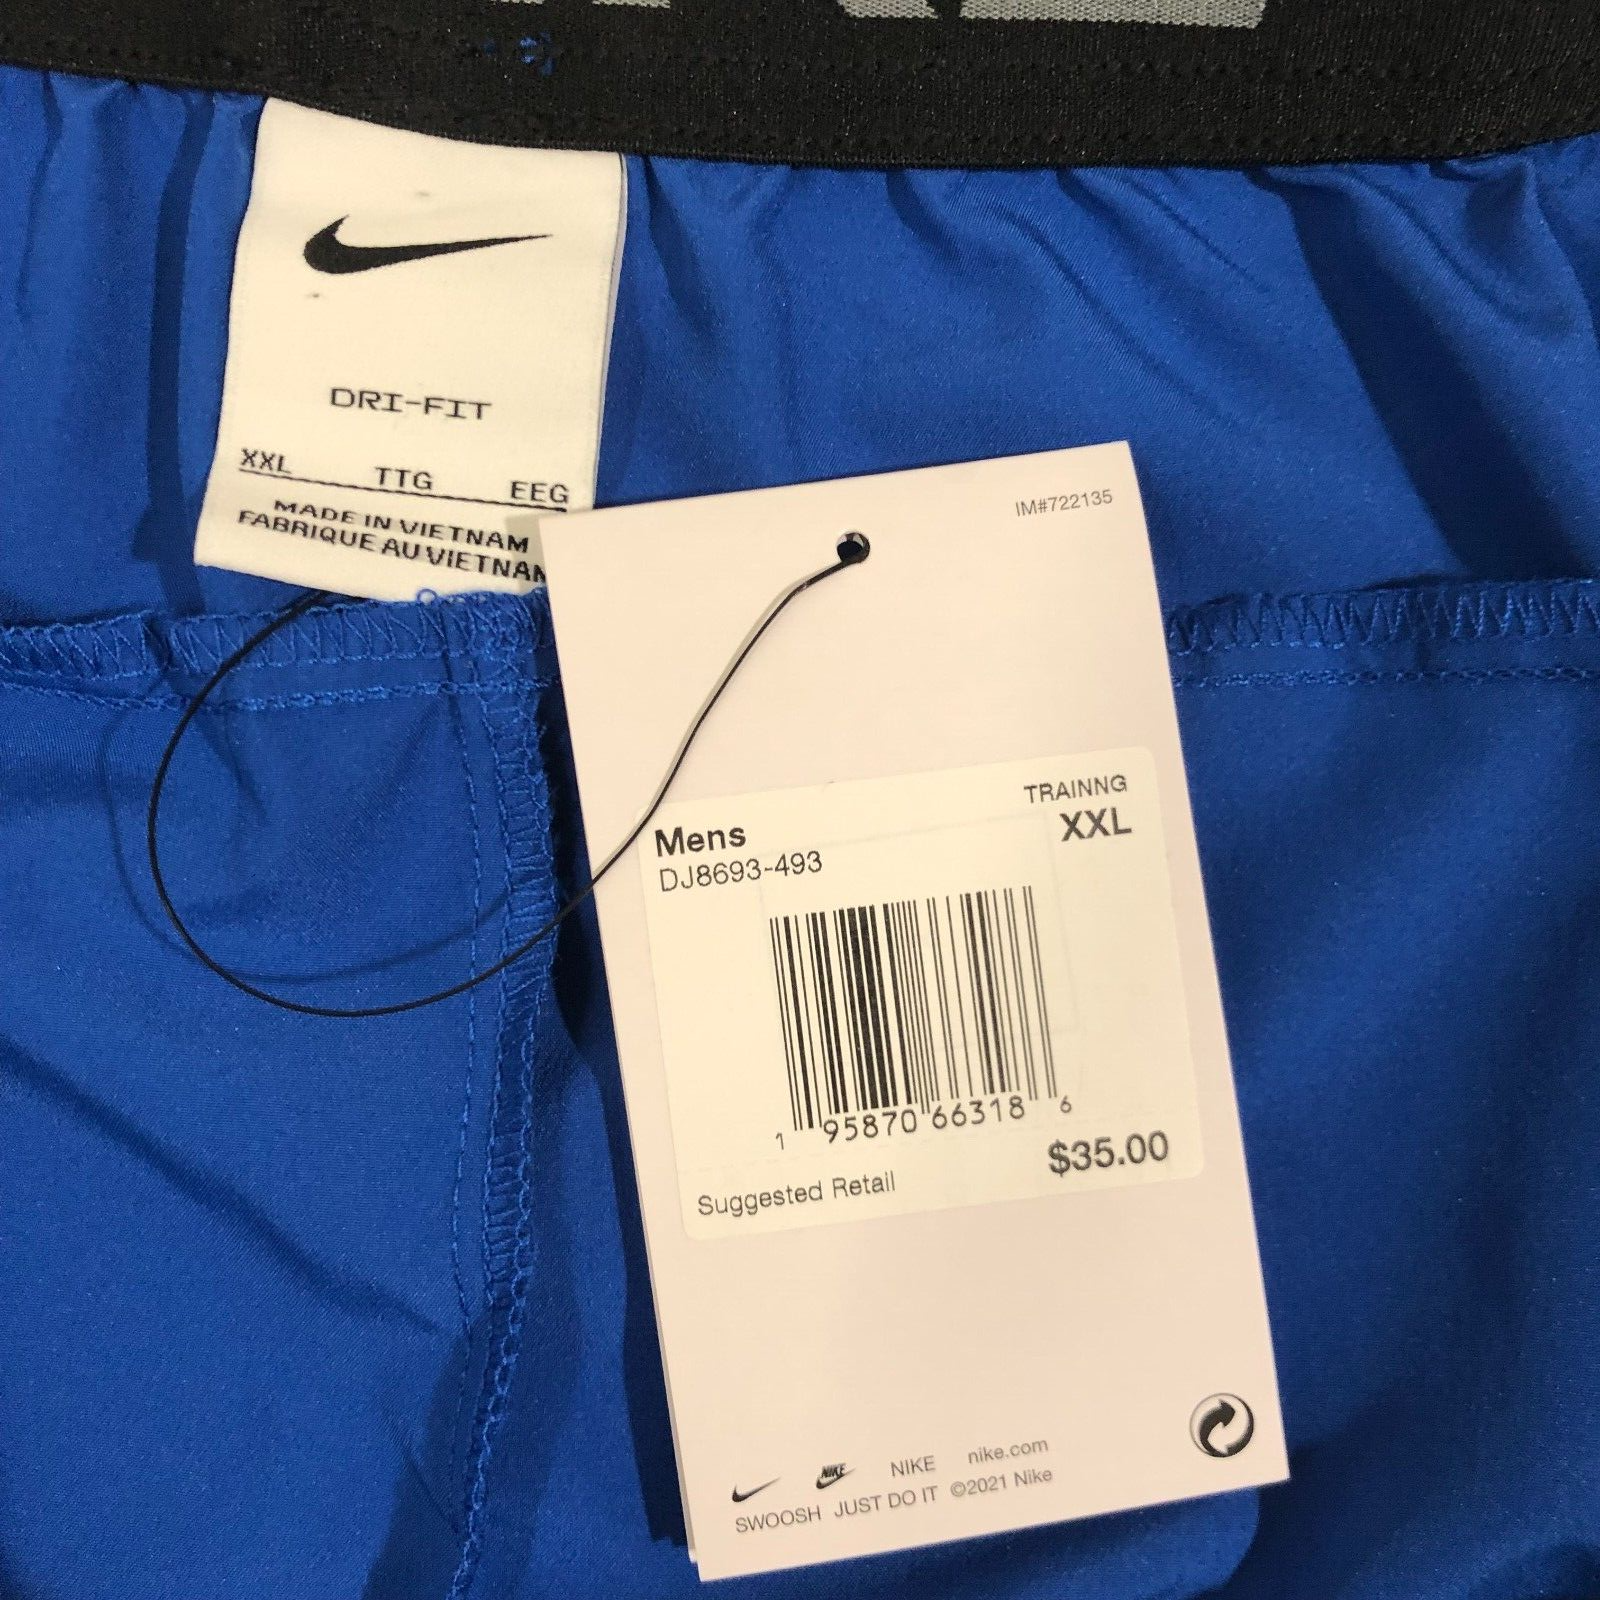 DRI-FIT
XXL TTG EEG
MADE IN VIETNAM
FABRIQUE AU VIETNAM
IM#722135
TRAINNG
Mens XXL
DJ8693-493
1 95870 66318 6
$35.00
Suggested Retail
NIKE NIKE nike.com
SWOOSH JUST DO IT ©2021 Nike